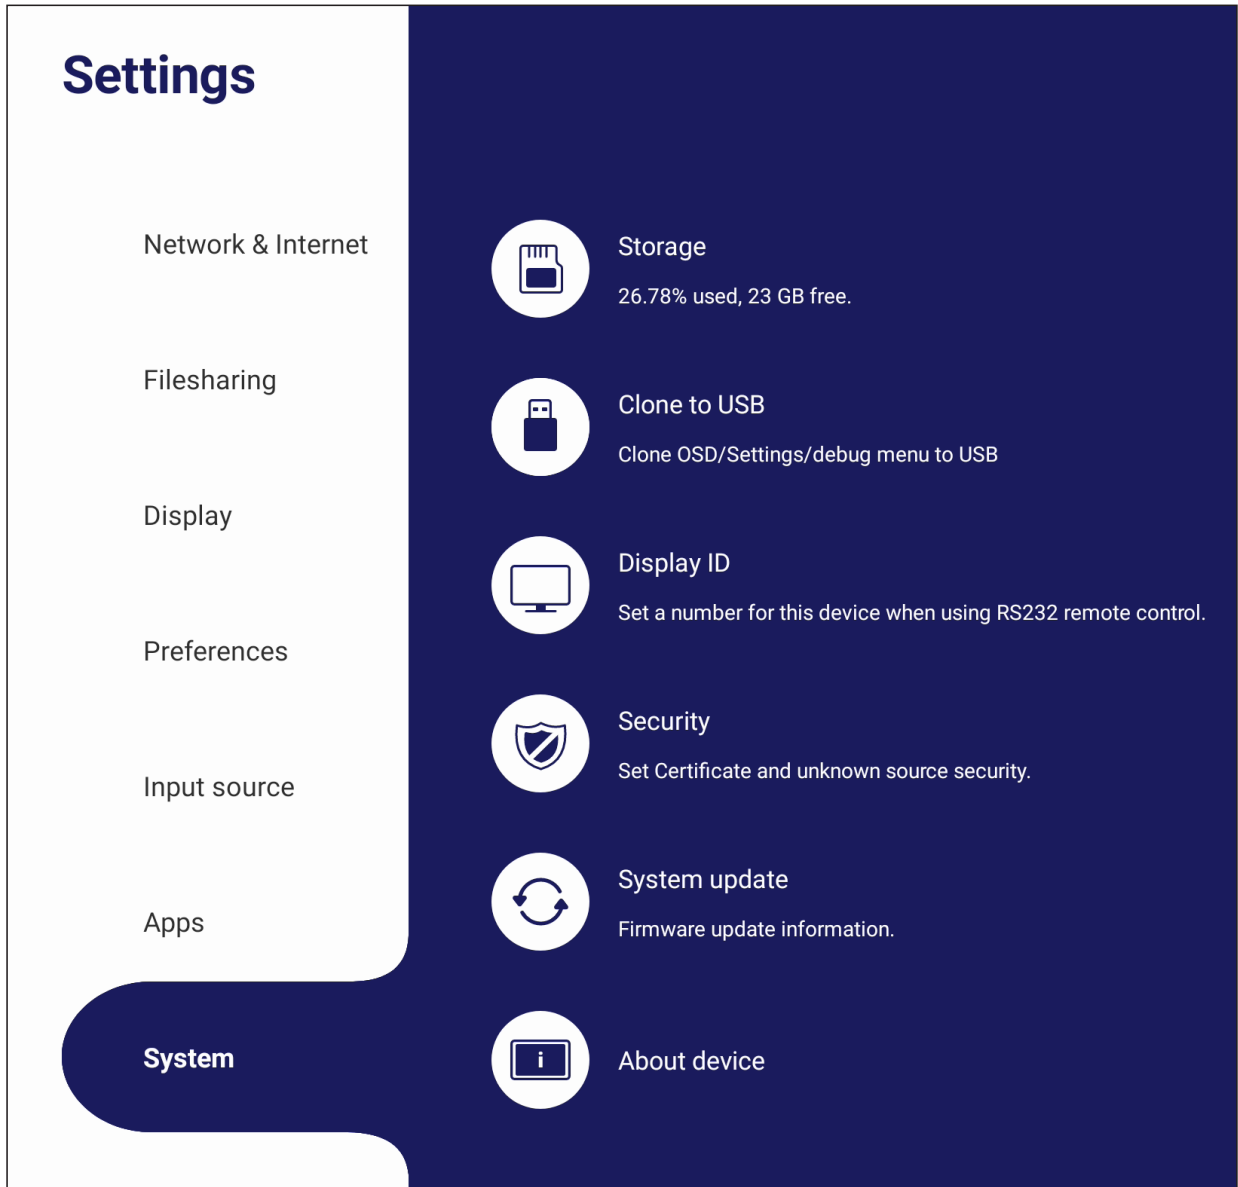 Settings
Network & Internet
Filesharing
Display
Preferences
Input source
Apps
System
Storage
26.78% used, 23 GB free.
Clone to USB
Clone OSD/Settings/debug menu to USB
Display ID
Set a number for this device when using RS232 remote control.
Security
Set Certificate and unknown source security.
System update
Firmware update information.
i
About device